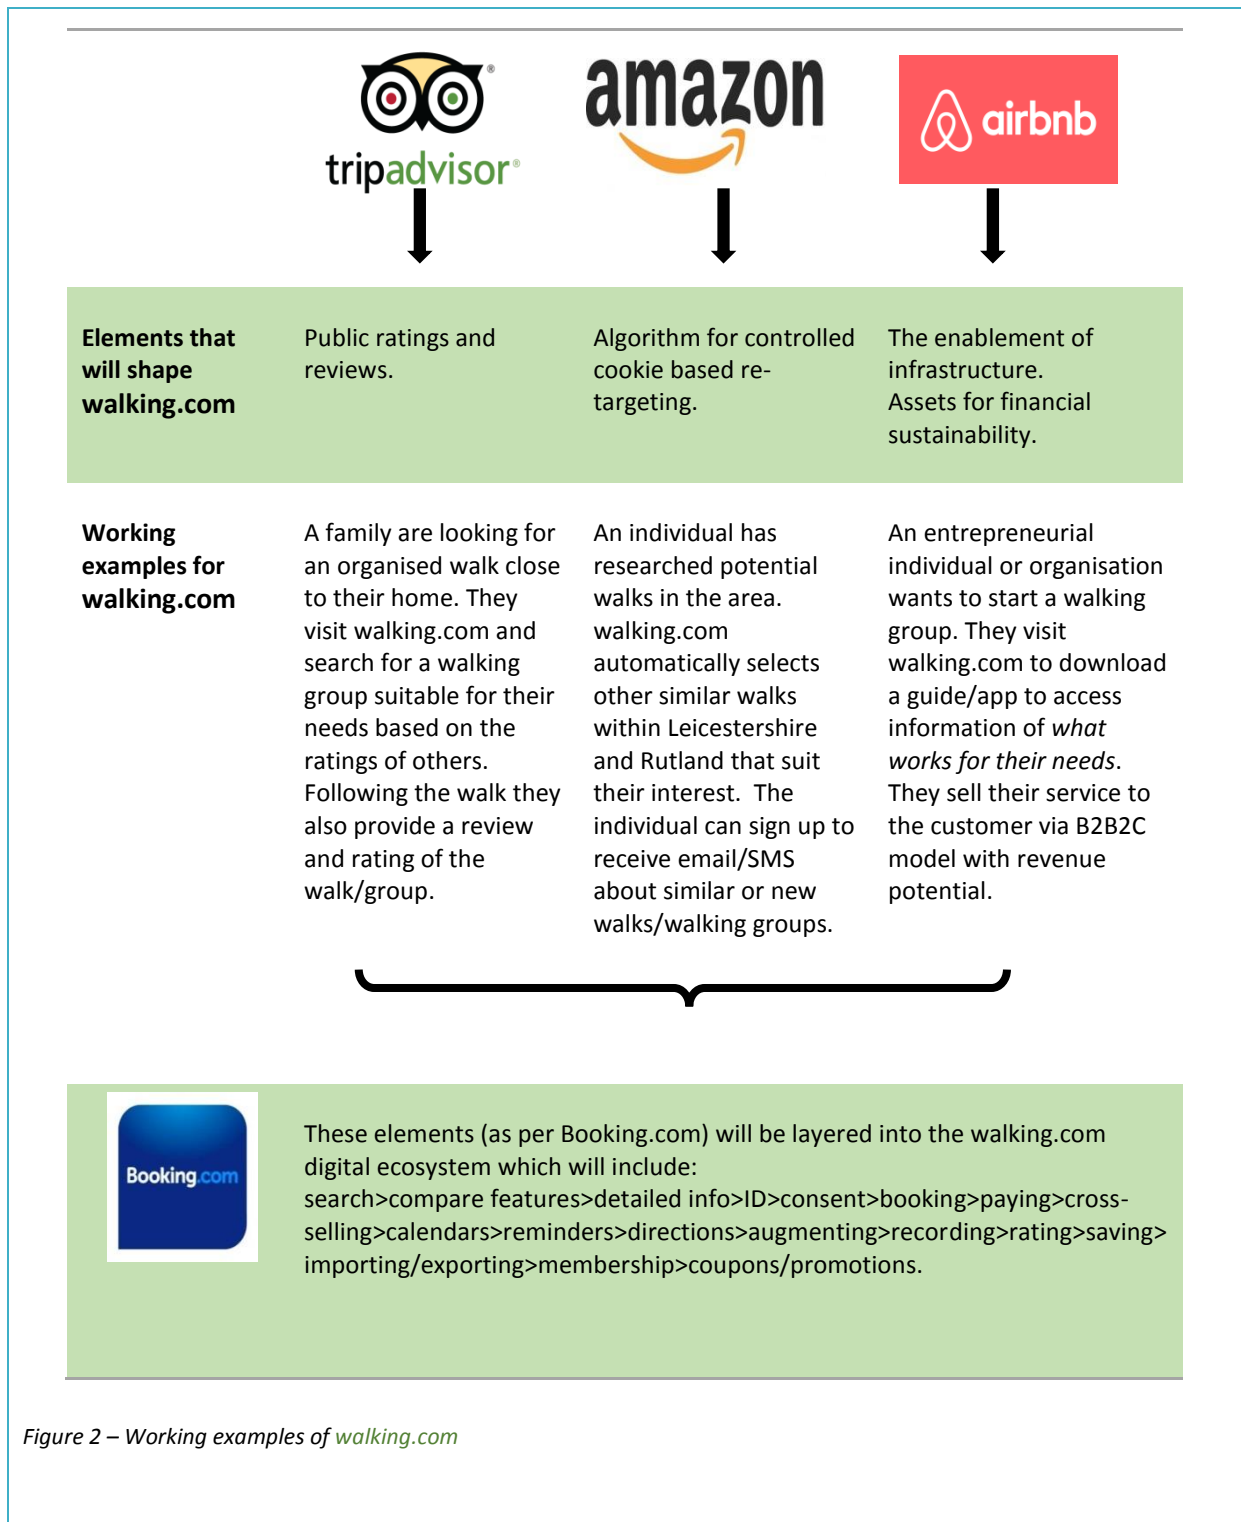 tripadvisor®
amazon
airbnb
Elements that
will shape
walking.com
Public ratings and
reviews.
Algorithm for controlled
cookie based re-
targeting.
The enablement of
infrastructure.
Assets for financial
sustainability.
Working
examples for
walking.com
A family are looking for
an organised walk close
to their home. They
visit walking.com and
search for a walking
group suitable for their
needs based on the
ratings of others.
Following the walk they
also provide a review
and rating of the
walk/group.
An individual has
researched potential
walks in the area.
walking.com
automatically selects
other similar walks
within Leicestershire
and Rutland that suit
their interest.  The
individual can sign up to
receive email/SMS
about similar or new
walks/walking groups.
An entrepreneurial
individual or organisation
wants to start a walking
group. They visit
walking.com to download
a guide/app to access
information of what
works for their needs.
They sell their service to
the customer via B2B2C
model with revenue
potential.
Booking.com
These elements (as per Booking.com) will be layered into the walking.com
digital ecosystem which will include:
search>compare features>detailed info>ID>consent>booking>paying>cross-
selling>calendars>reminders>directions>augmenting>recording>rating>saving>
importing/exporting>membership>coupons/promotions.
Figure 2 – Working examples of walking.com